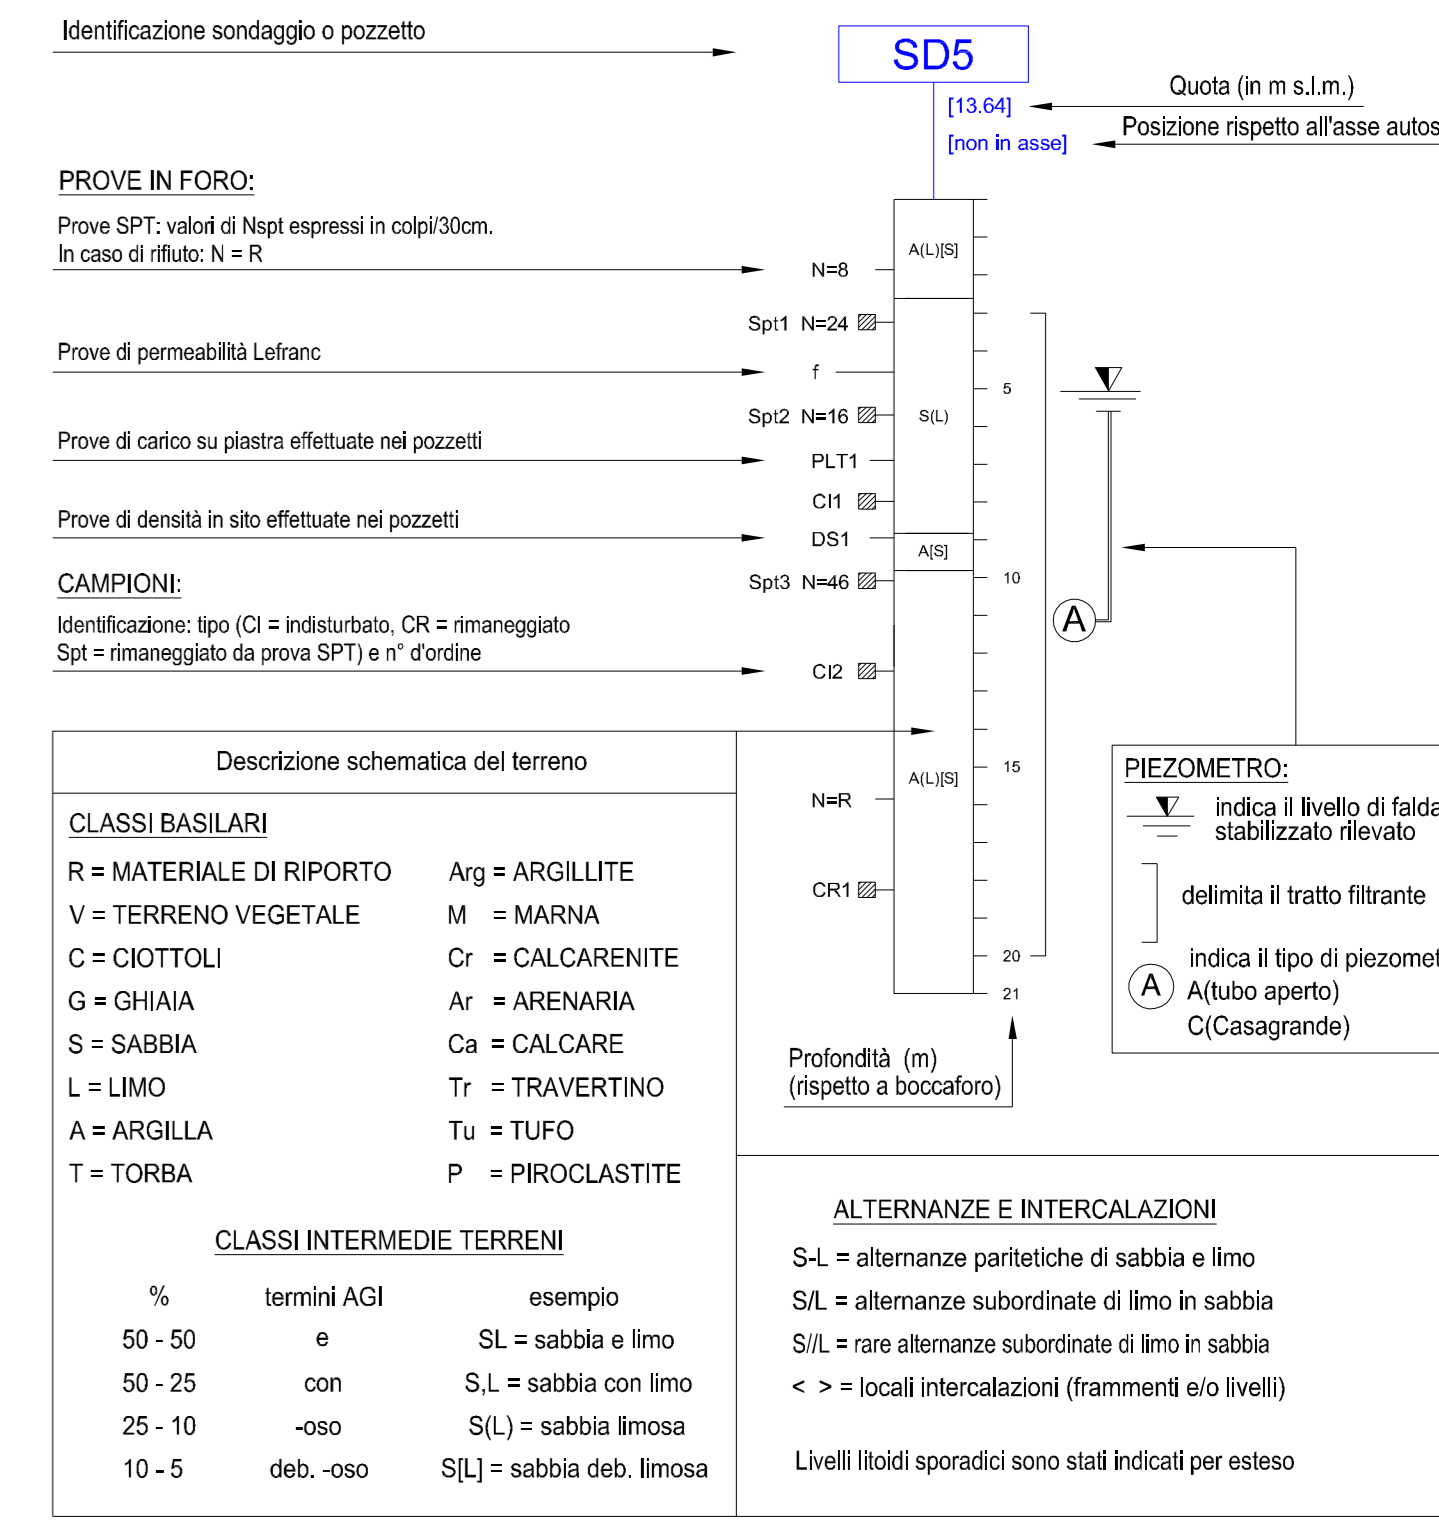 Identificazione sondaggio o pozzetto
SD5
[13.64]
Quota (in m s.l.m.)
[non in asse]
Posizione rispetto all'asse
PROVE IN FORO:
Prove SPT: valori di Nspt espressi in colpi/30cm.
In caso di rifiuto: N = R
A(L)[S]
N=8
Spt1 N=24
Prove di permeabilità Lefranc
f
5
Spt2 N=16
S(L)
Prove di carico su piastra effettuate nei pozzetti
PLT1
CI1
Prove di densità in sito effettuate nei pozzetti
DS1
A[S]
CAMPIONI:
Spt3 N=46
10
Identificazione: tipo (CI = indisturbato, CR = rimaneggiato
Spt = rimaneggiato da prova SPT) e n° d'ordine
A
CI2
Descrizione schematica del terreno
15
A(L)[S]
N=R
CR1
20
21
Profondità (m)
(rispetto a boccaforo)
PIEZOMETRO:
indica il livello di falda
stabilizzato rilevato
delimita il tratto filtrante
indica il tipo di
A
A(tubo aperto)
C(Casagrande)
CLASSI BASILARI
R = MATERIALE DI RIPORTO
Arg = ARGILLITE
V = TERRENO VEGETALE
M = MARNA
C = CIOTTOLI
Cr = CALCARENITE
G = GHIAIA
Ar = ARENARIA
S = SABBIA
Ca = CALCARE
L = LIMO
Tr = TRAVERTINO
A = ARGILLA
Tu = TUFO
T = TORBA
P = PIROCLASTITE
CLASSI INTERMEDIE TERRENI
% termini AGI esempio
50 - 50 e SL = sabbia e limo
50 - 25 con S,L = sabbia con limo
25 - 10 -oso S(L) = sabbia limosa
10 - 5 deb. -oso S[L] = sabbia deb. limosa
ALTERNANZE E INTERCALAZIONI
S-L = alternanze paritetiche di sabbia e limo
S/L = alternanze subordinate di limo in sabbia
S//L = rare alternanze subordinate di limo in sabbia
< > = locali intercalazioni (frammenti e/o livelli)
Livelli litoidi sporadici sono stati indicati per esteso